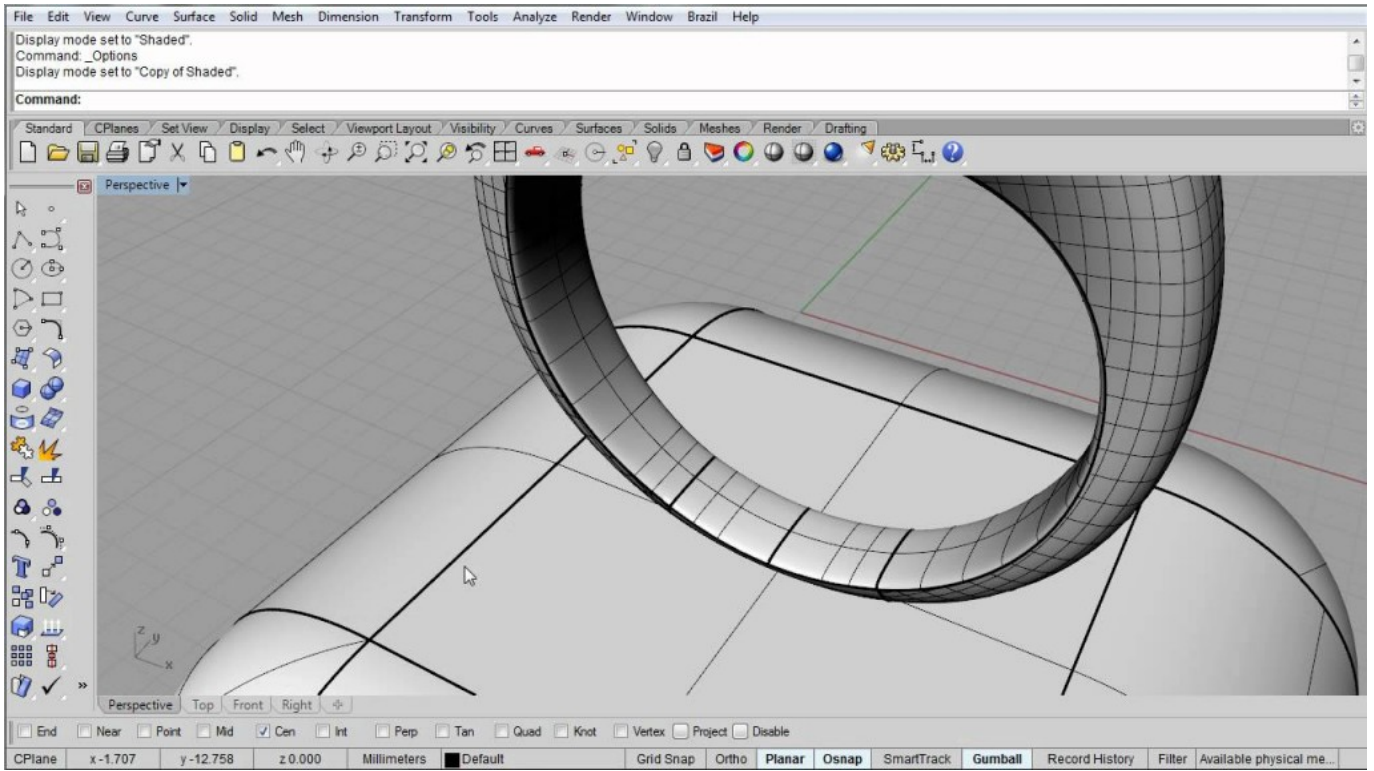 File Edit View Curve Surface Solid Mesh Dimension Transform Tools Analyze Render Window Brazil Help
Display mode set to "Shaded".
Command: _Options
Display mode set to "Copy of Shaded".
Command:
Standard CPlanes Set View Display Select Viewport Layout Visibility Curves Surfaces Solids Meshes Render Drafting
Perspective
z y
x
Perspective Top Front Right
End Near Point Mid Cen Int Perp Tan Quad Knot Vertex Project Disable
CPlane x -1.707 y -12.758 z 0.000 Millimeters Default Grid Snap Ortho Planar Osnap SmartTrack Gumball Record History Filter Available physical me...